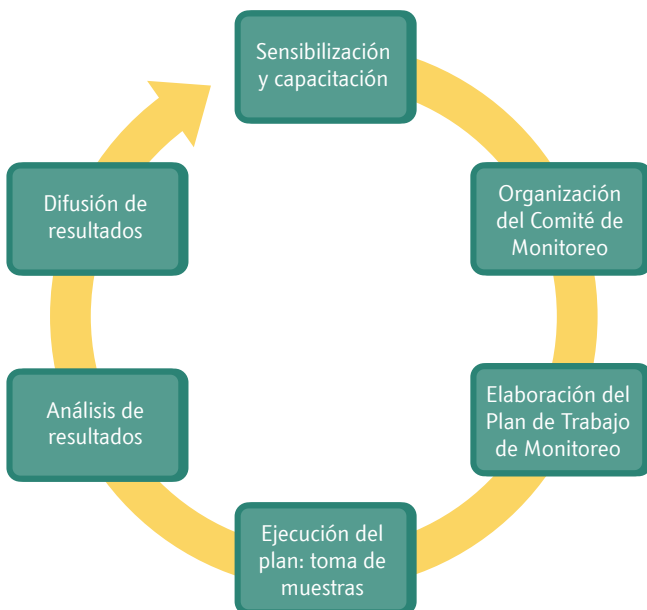 Sensibilización
y capacitación
Organización
del Comité de
Monitoreo
Elaboración del
Plan de Trabajo
de Monitoreo
Ejecución del
plan: toma de
muestras
Análisis de
resultados
Difusión de
resultados